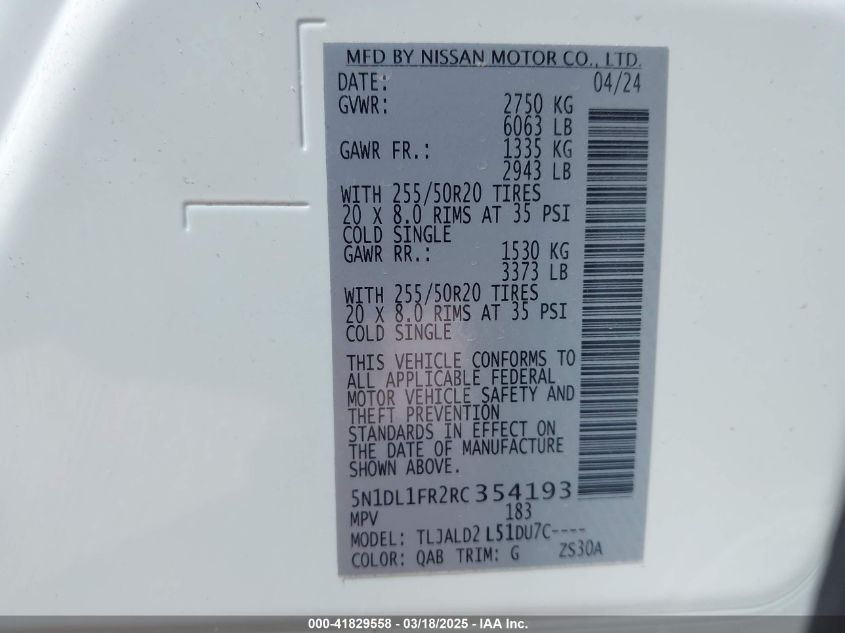 MFD BY NISSAN MOTOR CO., LTD.
DATE: 04/24
GVWR: 2750 KG
6063 LB
GAWR FR.: 1335 KG
2943 LB
WITH 255/50R20 TIRES
20 X 8.0 RIMS AT 35 PSI
COLD SINGLE
GAWR RR.: 1530 KG
3373 LB
WITH 255/50R20 TIRES
20 X 8.0 RIMS AT 35 PSI
COLD SINGLE
THIS VEHICLE CONFORMS TO
ALL APPLICABLE FEDERAL
MOTOR VEHICLE SAFETY AND
THEFT PREVENTION
STANDARDS IN EFFECT ON
THE DATE OF MANUFACTURE
SHOWN ABOVE.
5N1DL1FR2RC354193
MPV 183
MODEL: TLJALD2 L51DU7C----
COLOR: QAB TRIM: G ZS30A
000-41829558 - 03/18/2025 - IAA Inc.